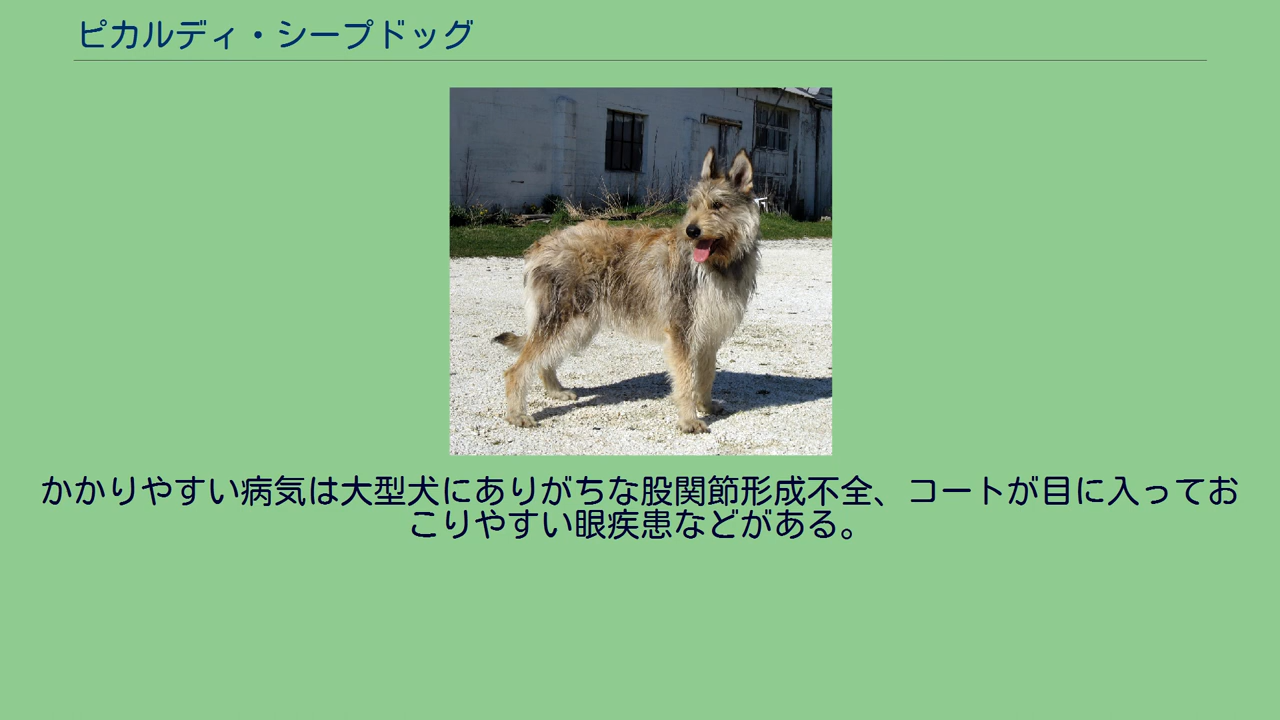 ピカルディ・シープドッグ
かかりやすい病気は大型犬にありがちな股関節形成不全、コートが目に入ってお
こりやすい眼疾患などがある。